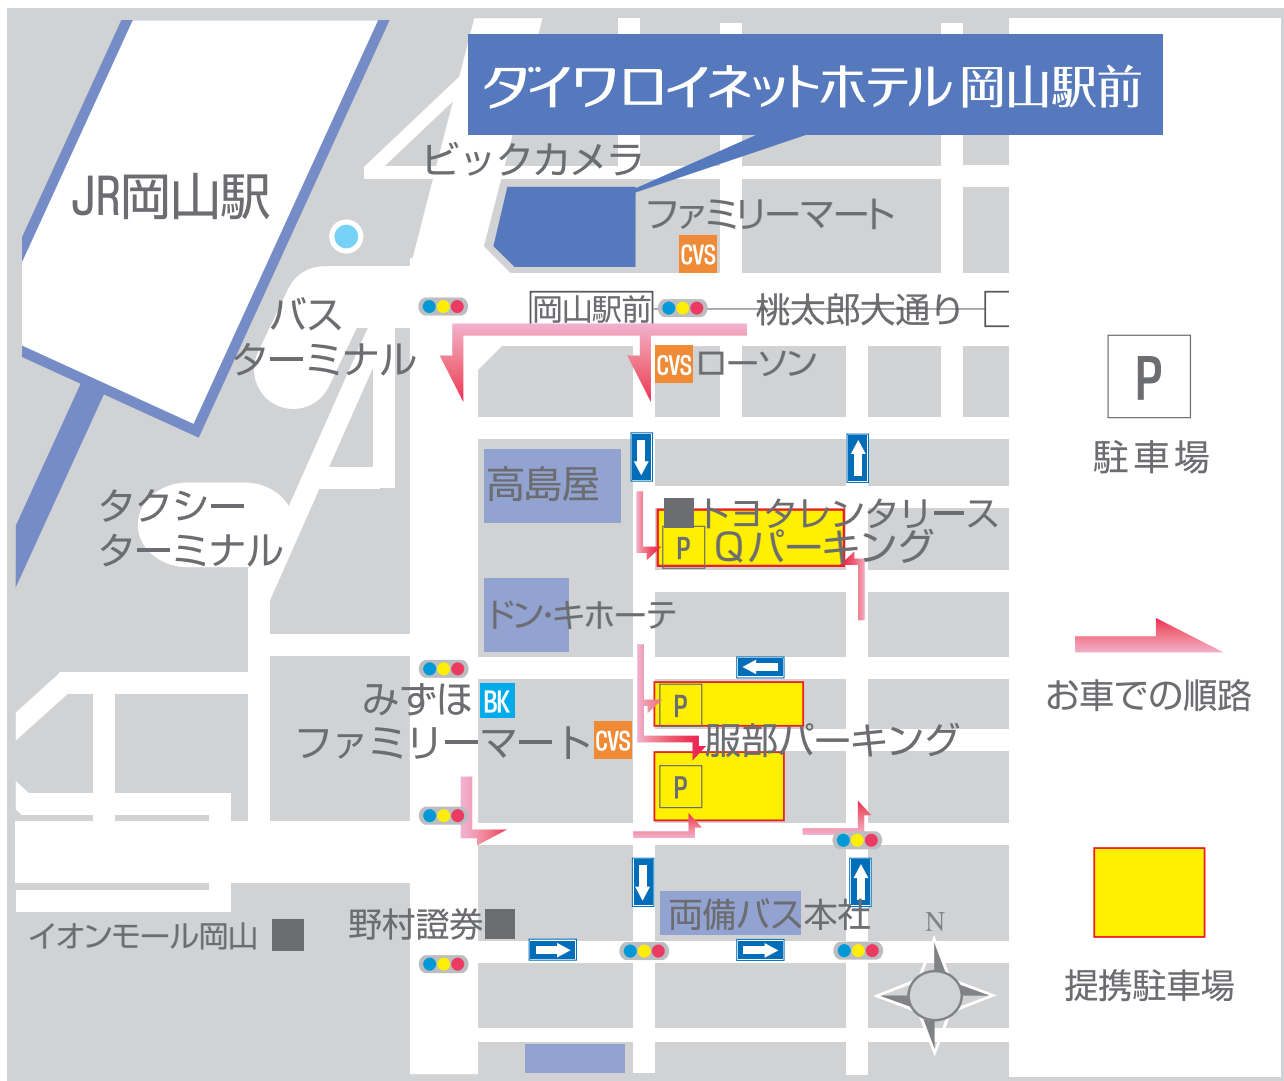 ダイワロイネットホテル 岡山駅前
ビックカメラ
JR岡山駅
ファミリーマート
CVS
バス
ターミナル
岡山駅前
桃太郎大通り
CVS
ローソン
P
駐車場
高島屋
タクシー
ターミナル
トヨタレンタリース
P
Qパーキング
ドン・キホーテ
みずほ
BK
P
お車での順路
ファミリーマート
CVS
服部パーキング
P
イオンモール岡山
野村證券
両備バス本社
N
提携駐車場